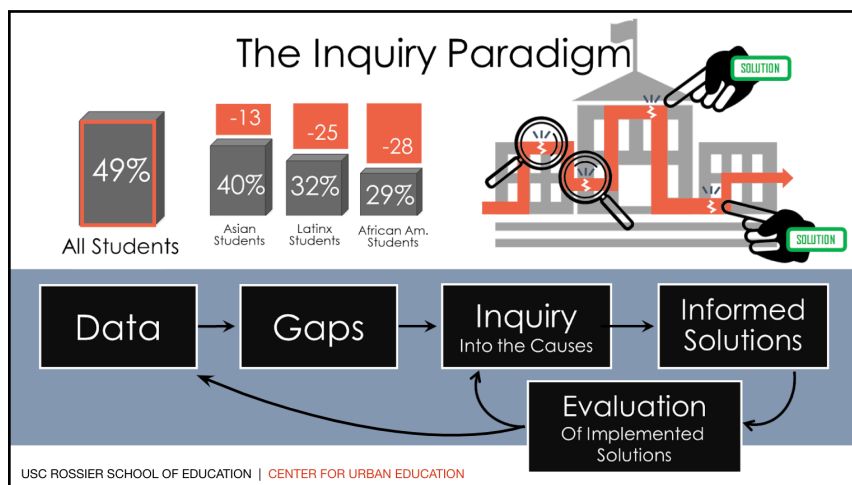 The Inquiry Paradigm
SOLUTION
-13
-25
-28
49%
40%
32%
29%
All Students
Asian
Students
Latinx
Students
African Am.
Students
SOLUTION
Data
Gaps
Inquiry
Into the Causes
Informed
Solutions
Evaluation
Of Implemented
Solutions
USC ROSSIER SCHOOL OF EDUCATION | CENTER FOR URBAN EDUCATION